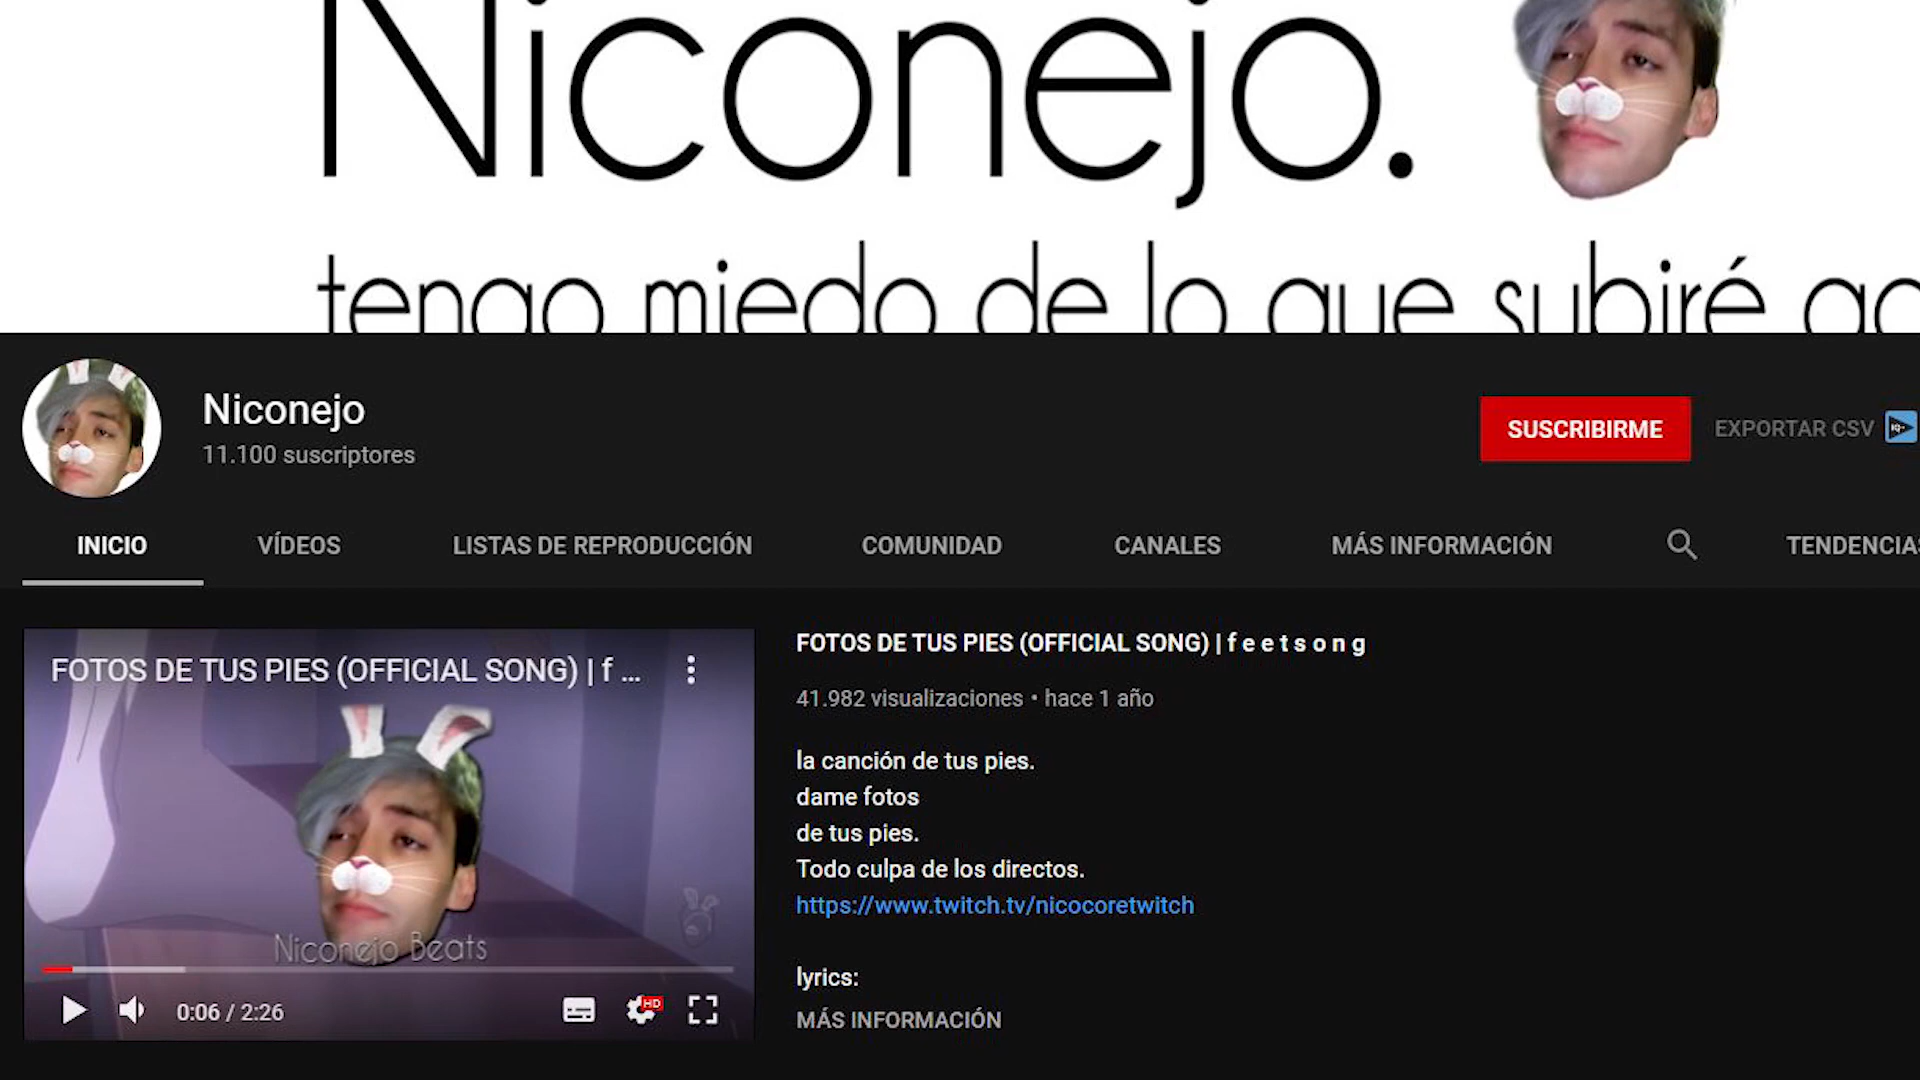 Niconejo.
tengo miedo de lo que subiré
Niconejo
11.100 suscriptores
SUSCRIBIRME
EXPORTAR CSV
INICIO
VÍDEOS
LISTAS DE REPRODUCCIÓN
COMUNIDAD
CANALES
MÁS INFORMACIÓN
TENDENCIAS
FOTOS DE TUS PIES (OFFICIAL SONG) | f ...
Niconejo Beats
0:06 / 2:26
HD
FOTOS DE TUS PIES (OFFICIAL SONG) | f e e t s o n g
41.982 visualizaciones • hace 1 año
la canción de tus pies.
dame fotos
de tus pies.
Todo culpa de los directos.
https://www.twitch.tv/nicocoretwitch
lyrics:
MÁS INFORMACIÓN